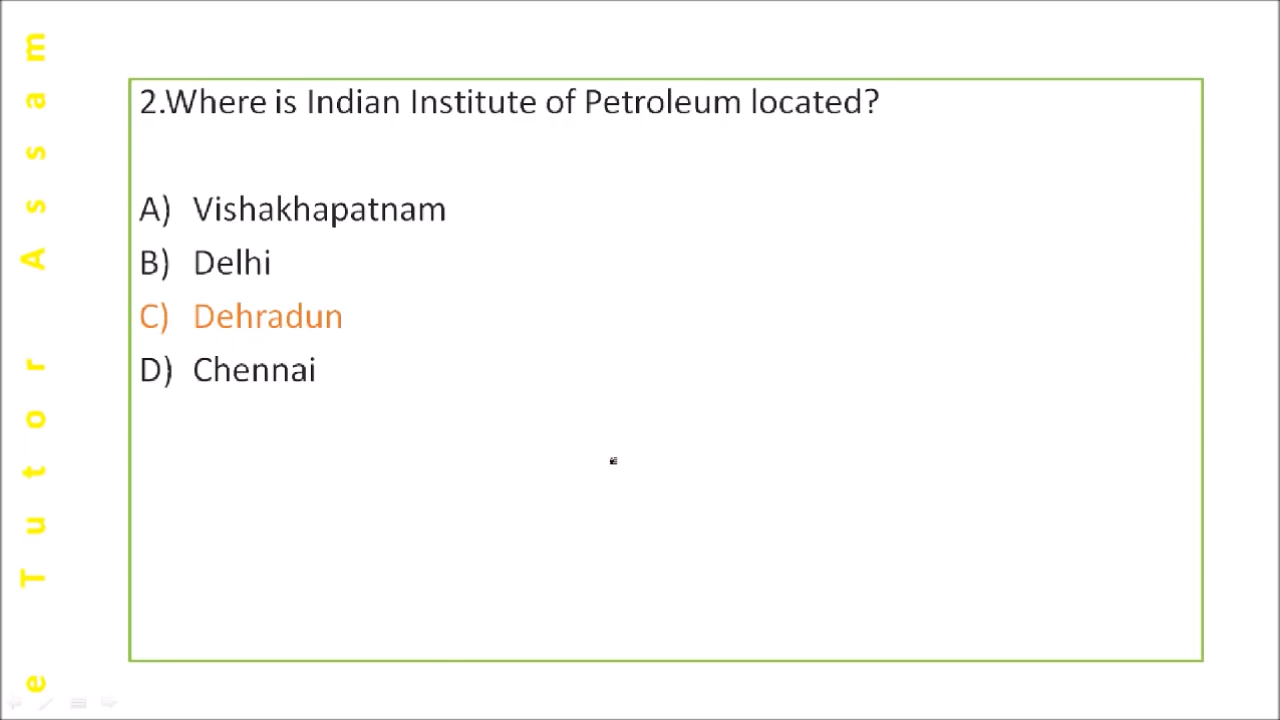 2.Where is Indian Institute of Petroleum located?
A) Vishakhapatnam
B) Delhi
C) Dehradun
D) Chennai
e Tutor Assam